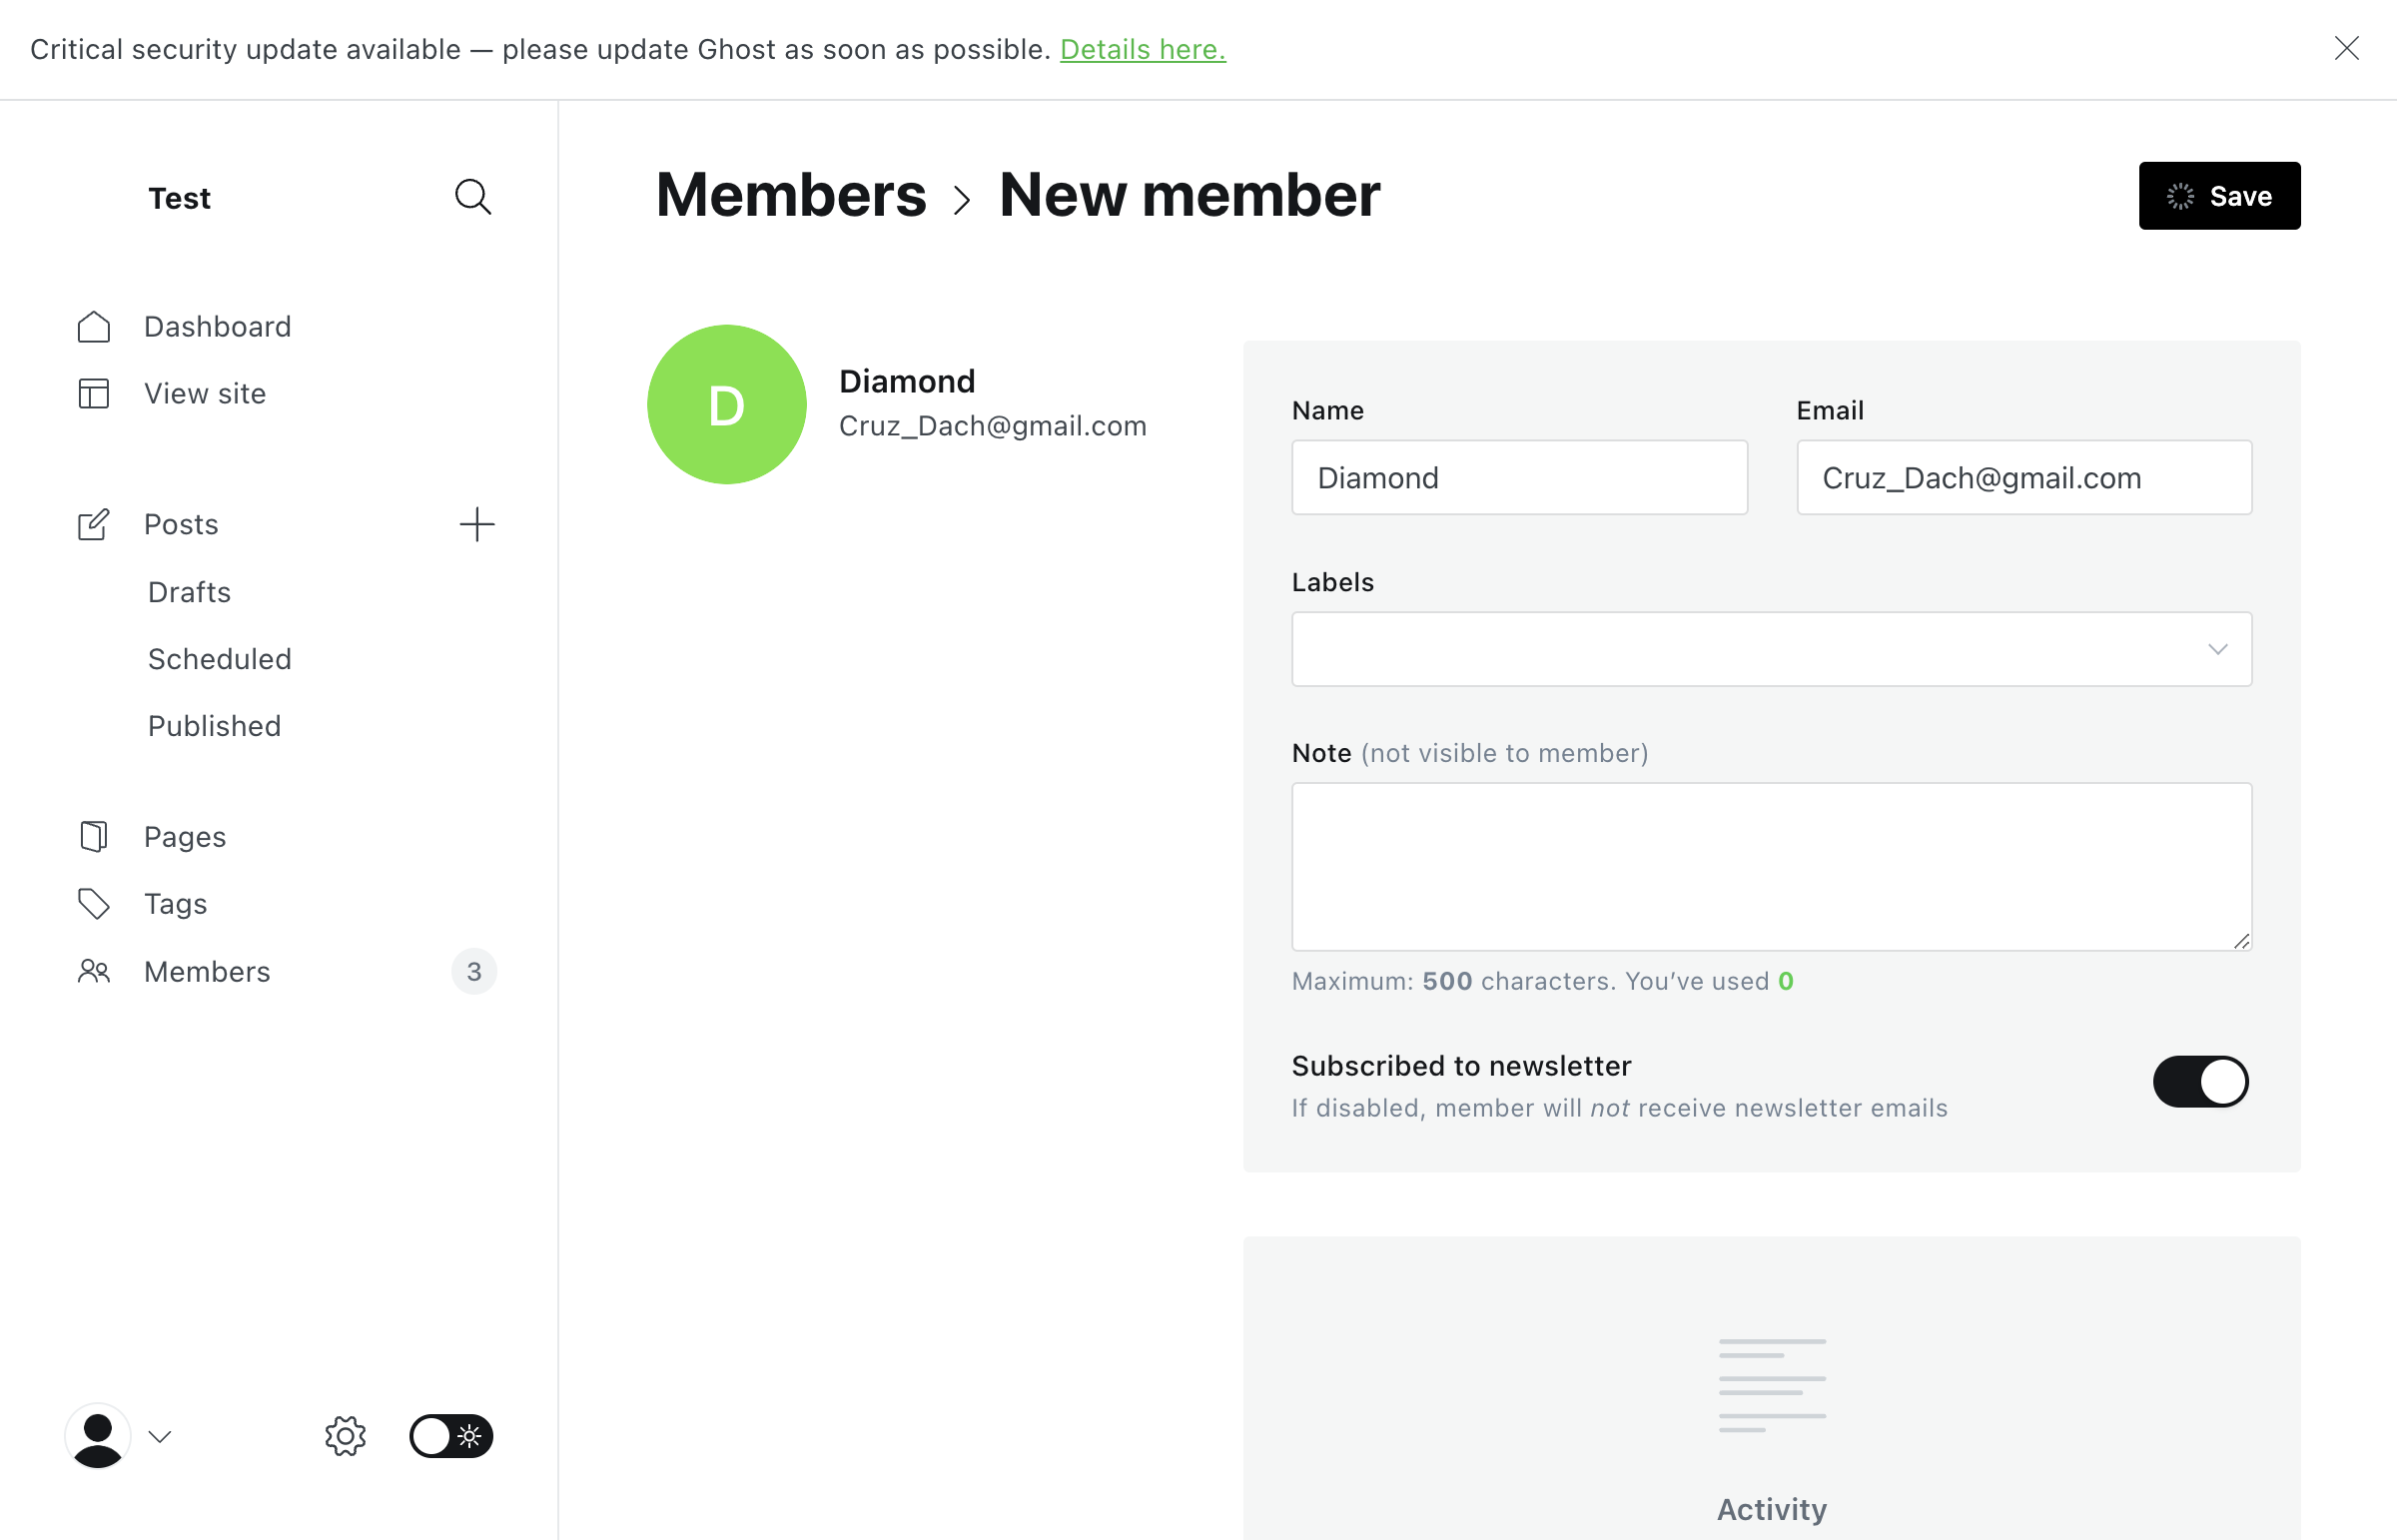 Critical security update available — please update Ghost as soon as possible. Details here.
Test
Dashboard
View site
Posts
Drafts
Scheduled
Published
Pages
Tags
Members 3
Members > New member
Save
D
Diamond
Cruz_Dach@gmail.com
Name
Diamond
Email
Cruz_Dach@gmail.com
Labels
Note (not visible to member)
Maximum: 500 characters. You’ve used 0
Subscribed to newsletter
If disabled, member will not receive newsletter emails
Activity